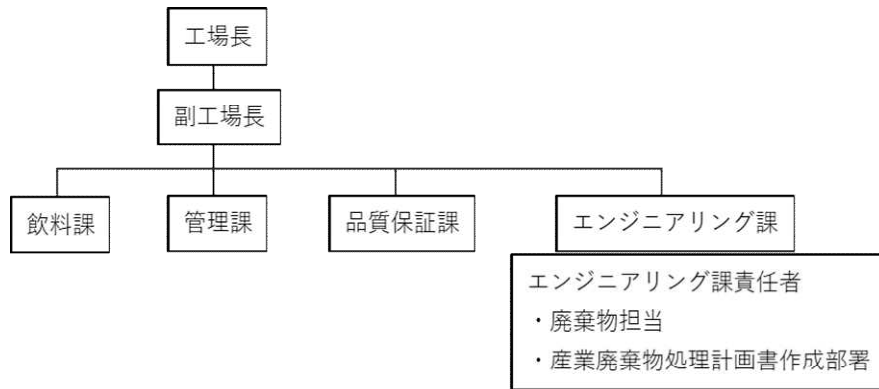 工場長
副工場長
飲料課
管理課
品質保証課
エンジニアリング課
エンジニアリング課責任者
・廃棄物担当
・産業廃棄物処理計画書作成部署